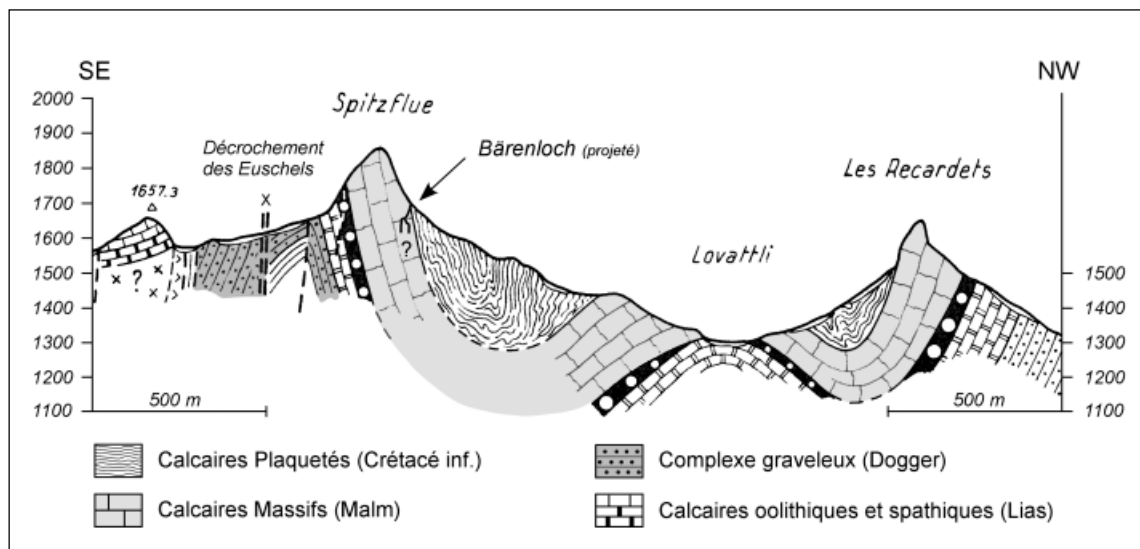 SE
NW
2000
1900
1800
1700
1600
1500
1400
1300
1200
1100
Spitzflue
Décrochement
des Euschels
x
Bärenloch (projeté)
Les Recardets
1657.3
Lovattli
x ? x
x
?
1500
1400
1300
1200
1100
500 m
500 m
Calcaires Plaquetés (Crétacé inf.)
Complexe graveleux (Dogger)
Calcaires Massifs (Malm)
Calcaires oolithiques et spathiques (Lias)